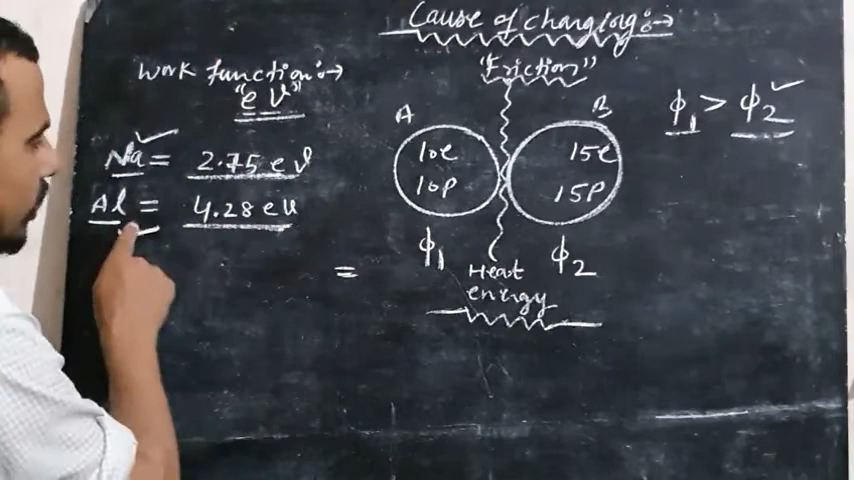 Cause of changing:→
Work function:→
"eV"
Na = 2.75 eV
Al = 4.28 eV
"Friction"
A
B
10e
10p
15e
15p
ϕ1
ϕ2
ϕ1 > ϕ2
=
Heat
energy